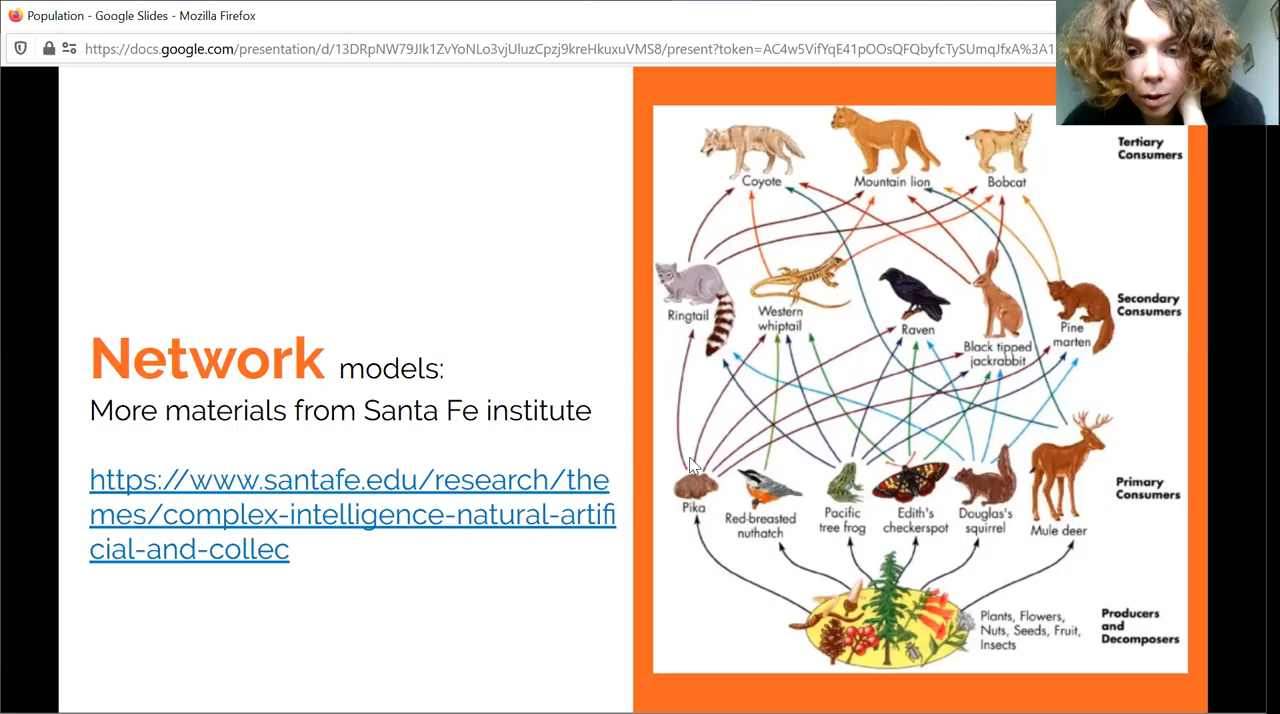 Population - Google Slides - Mozilla Firefox
https://docs.google.com/presentation/d/13DRpNW79JIk1ZvYoNLo3vjUluzCpzj9kreHkuxuVMS8/present?token=AC4w5VifYqE41pOOsQFQbyfcTySUmqJfxA%3A1
Network models:
More materials from Santa Fe institute
https://www.santafe.edu/research/the
mes/complex-intelligence-natural-artifi
cial-and-collec
Tertiary
Consumers
Coyote
Mountain lion
Bobcat
Secondary
Consumers
Ringtail
Western
whiptail
Raven
Black tipped
jackrabbit
Pine
marten
Primary
Consumers
Pika
Red-breasted
nuthatch
Pacific
tree frog
Edith's
checkerspot
Douglas's
squirrel
Mule deer
Plants, Flowers,
Nuts, Seeds, Fruit,
Insects
Producers
and
Decomposers